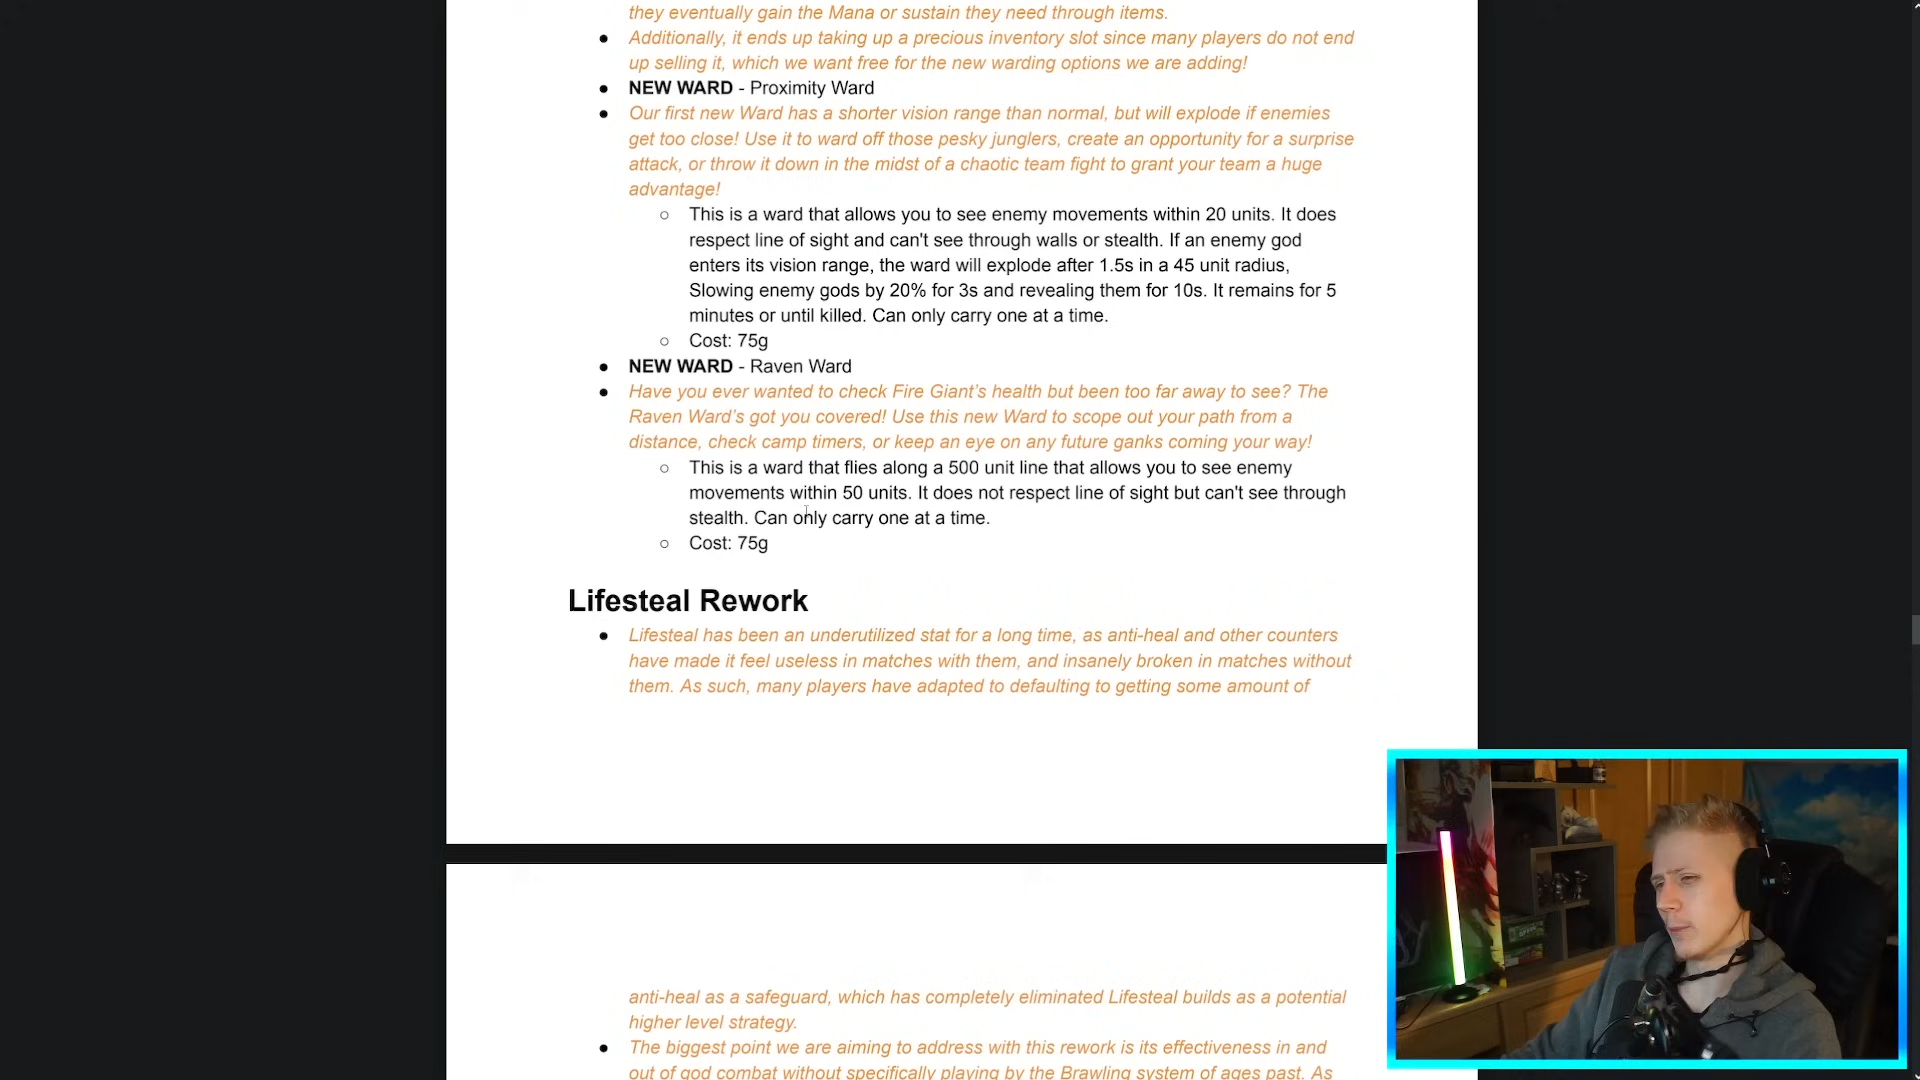 they eventually gain the Mana or sustain they need through items.
● Additionally, it ends up taking up a precious inventory slot since many players do not end
up selling it, which we want free for the new warding options we are adding!
● NEW WARD - Proximity Ward
● Our first new Ward has a shorter vision range than normal, but will explode if enemies
get too close! Use it to ward off those pesky junglers, create an opportunity for a surprise
attack, or throw it down in the midst of a chaotic team fight to grant your team a huge
advantage!
○ This is a ward that allows you to see enemy movements within 20 units. It does
respect line of sight and can't see through walls or stealth. If an enemy god
enters its vision range, the ward will explode after 1.5s in a 45 unit radius,
Slowing enemy gods by 20% for 3s and revealing them for 10s. It remains for 5
minutes or until killed. Can only carry one at a time.
○ Cost: 75g
● NEW WARD - Raven Ward
● Have you ever wanted to check Fire Giant’s health but been too far away to see? The
Raven Ward’s got you covered! Use this new Ward to scope out your path from a
distance, check camp timers, or keep an eye on any future ganks coming your way!
○ This is a ward that flies along a 500 unit line that allows you to see enemy
movements within 50 units. It does not respect line of sight but can't see through
stealth. Can only carry one at a time.
○ Cost: 75g
Lifesteal Rework
● Lifesteal has been an underutilized stat for a long time, as anti-heal and other counters
have made it feel useless in matches with them, and insanely broken in matches without
them. As such, many players have adapted to defaulting to getting some amount of
anti-heal as a safeguard, which has completely eliminated Lifesteal builds as a potential
higher level strategy.
● The biggest point we are aiming to address with this rework is its effectiveness in and
out of god combat without specifically playing by the Brawling system of ages past. As